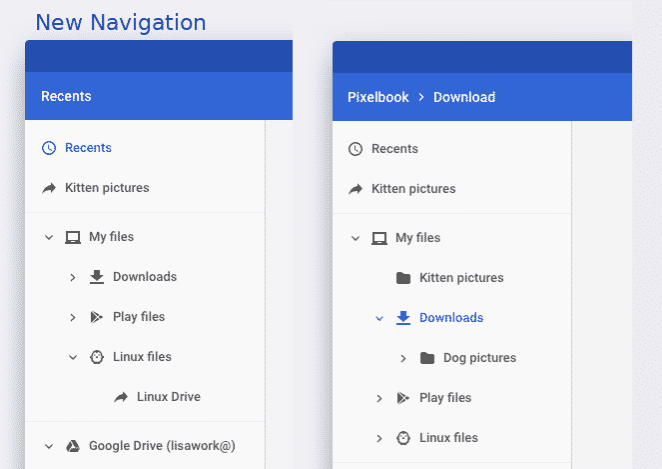 New Navigation
Recents
Recents
Kitten pictures
My files
Downloads
Play files
Linux files
Linux Drive
Google Drive (lisawork@)
Pixelbook > Download
Recents
Kitten pictures
My files
Kitten pictures
Downloads
Dog pictures
Play files
Linux files